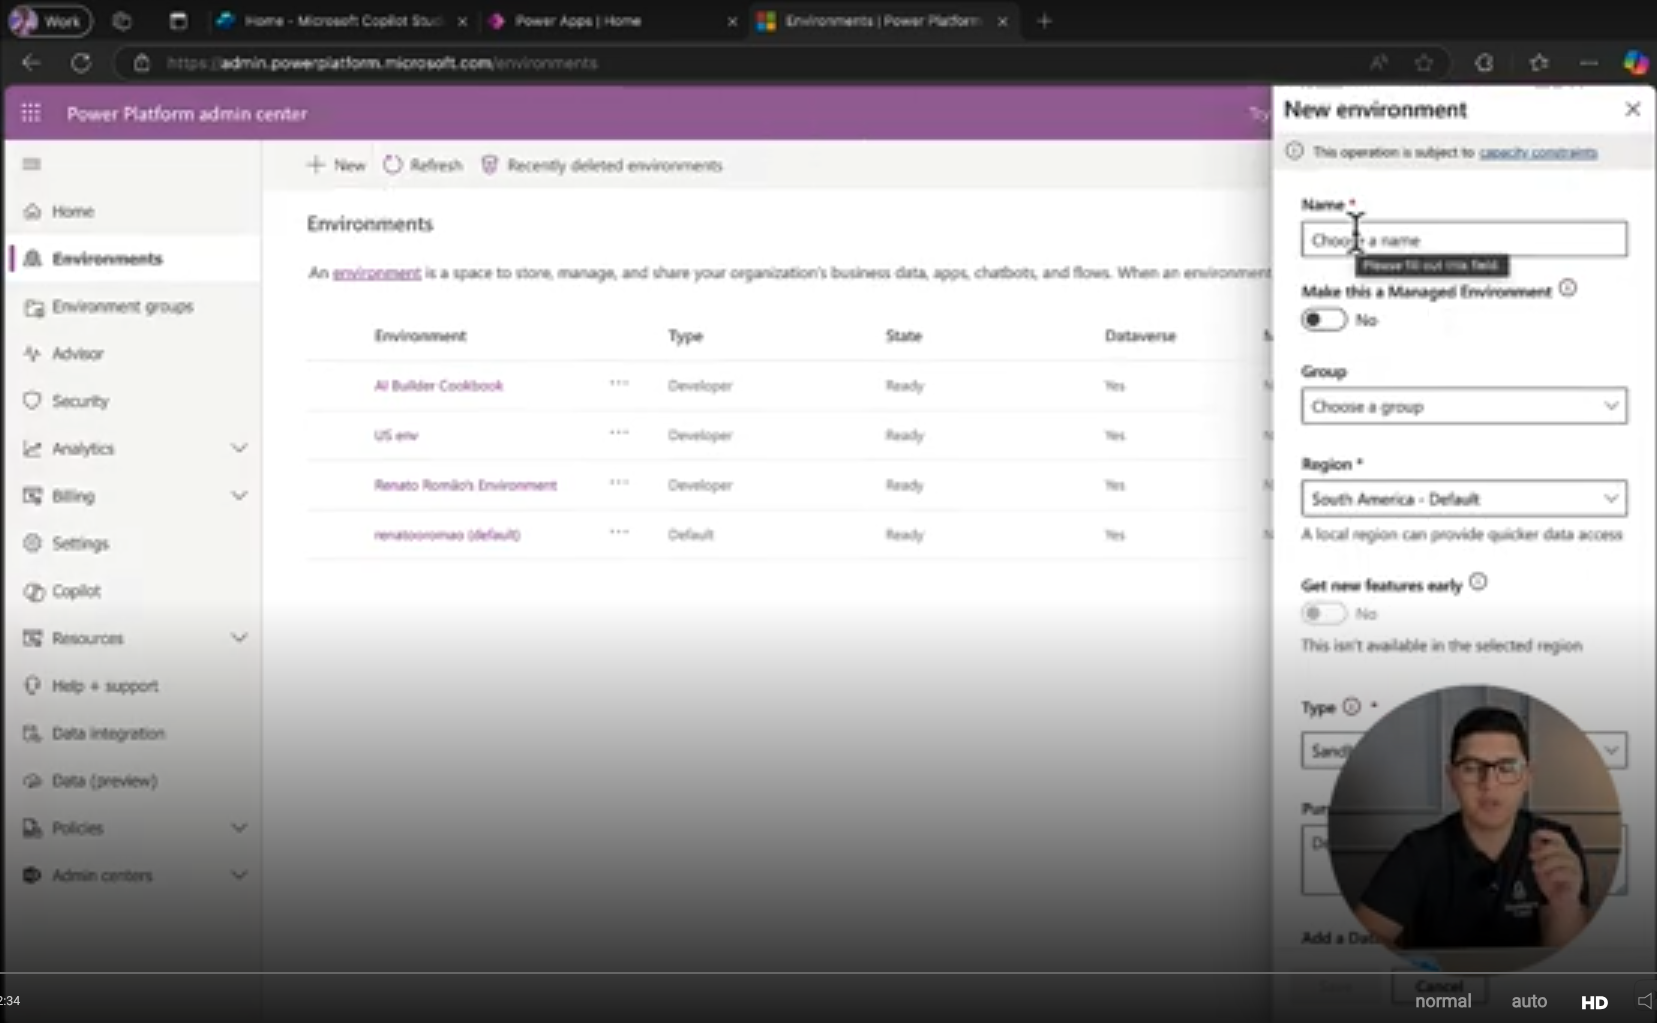 Work
Home - Microsoft Copilot Stud
Power Apps | Home
Environments | Power Platform
https://admin.powerplatform.microsoft.com/environments
Power Platform admin center
Try
Home
Environments
Environment groups
Advisor
Security
Analytics
Billing
Settings
Copilot
Resources
Help + support
Data integration
Data (preview)
Policies
Admin centers
New
Refresh
Recently deleted environments
Environments
An environment is a space to store, manage, and share your organization's business data, apps, chatbots, and flows. When an environment
Environment Type State Dataverse
AI Builder Cookbook ... Developer Ready Yes
US env ... Developer Ready Yes
Renato Romão's Environment ... Developer Ready Yes
renatooromao (default) ... Default Ready Yes
New environment
This operation is subject to capacity constraints
Name *
Choose a name
Please fill out this field.
Make this a Managed Environment
No
Group
Choose a group
Region *
South America - Default
A local region can provide quicker data access
Get new features early
No
This isn't available in the selected region
Type *
Sand
Pur
De
Add a Dat
Save
Cancel
2:34
normal
auto
HD